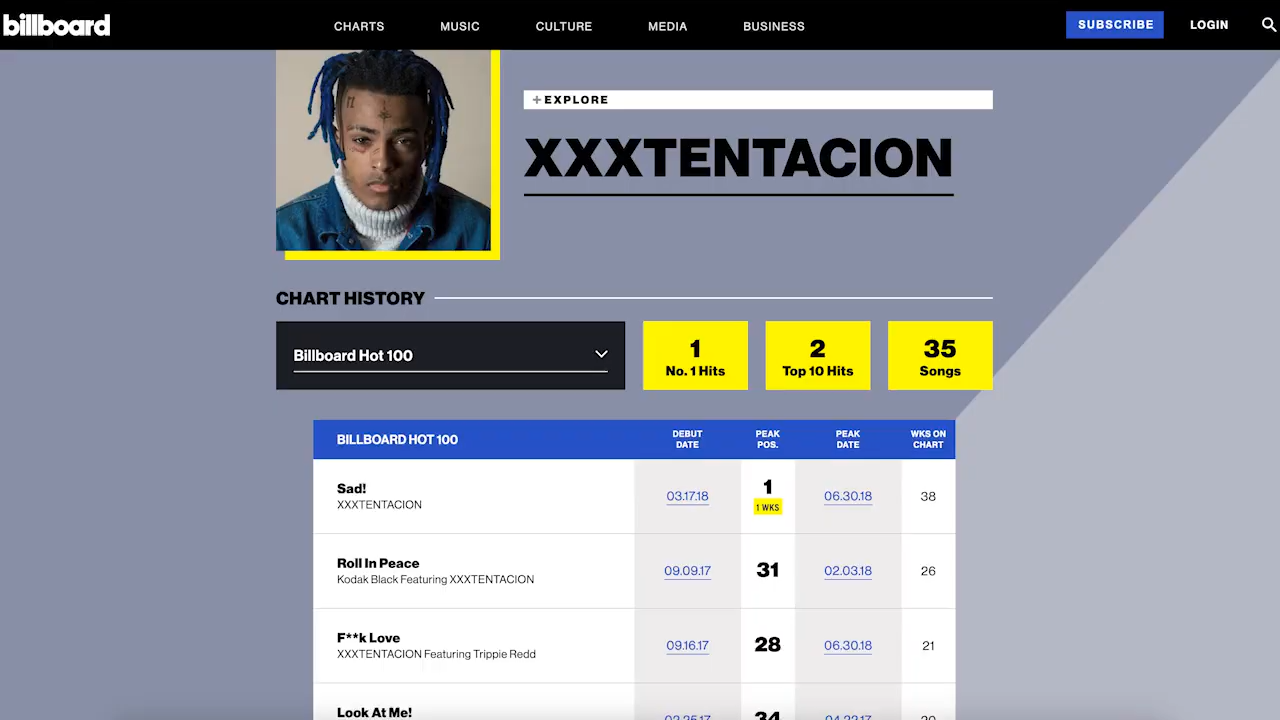 billboard
CHARTS MUSIC CULTURE MEDIA BUSINESS SUBSCRIBE LOGIN
+EXPLORE
XXXTENTACION
CHART HISTORY
Billboard Hot 100
1
No. 1 Hits
2
Top 10 Hits
35
Songs
BILLBOARD HOT 100 DEBUT DATE PEAK POS. PEAK DATE WKS ON CHART
Sad!
XXXTENTACION
03.17.18 1 06.30.18 38
1 WKS
Roll In Peace
Kodak Black Featuring XXXTENTACION
09.09.17 31 02.03.18 26
F**k Love
XXXTENTACION Featuring Trippie Redd
09.16.17 28 06.30.18 21
Look At Me!
34